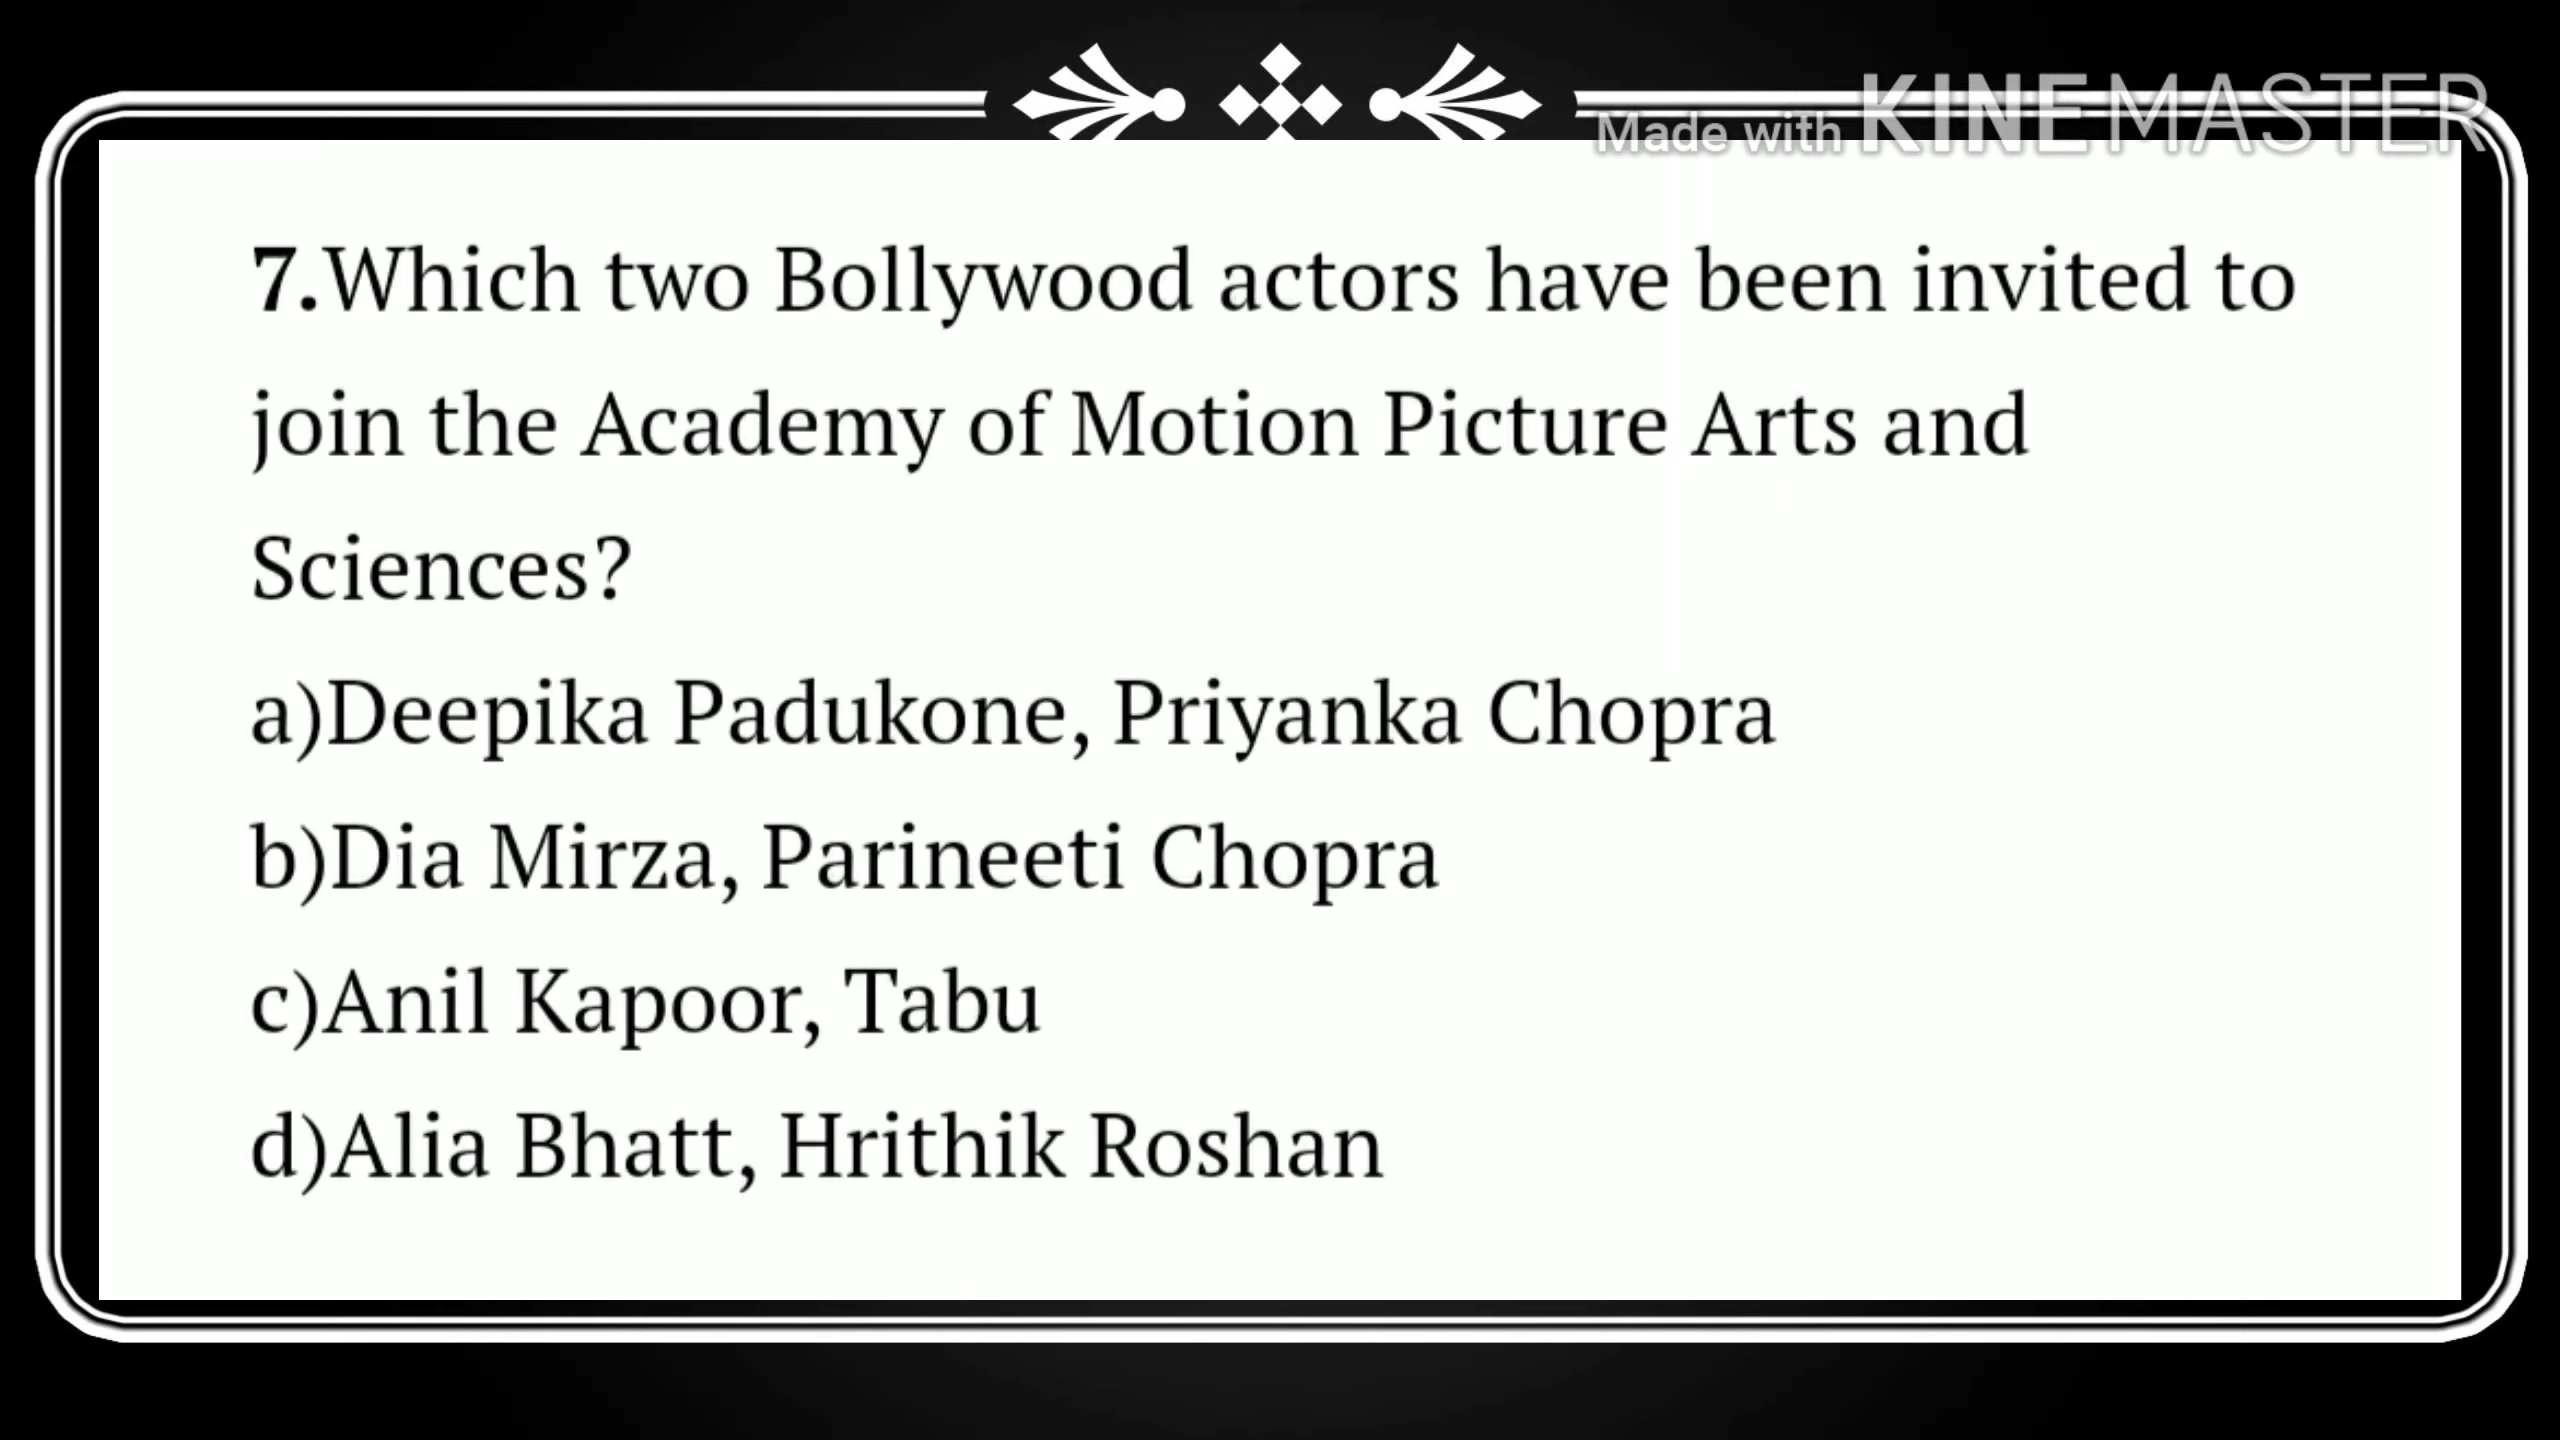 Made with KINEMASTER
7.Which two Bollywood actors have been invited to
join the Academy of Motion Picture Arts and
Sciences?
a)Deepika Padukone, Priyanka Chopra
b)Dia Mirza, Parineeti Chopra
c)Anil Kapoor, Tabu
d)Alia Bhatt, Hrithik Roshan